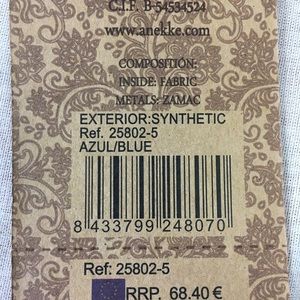 C.I.F. B 54534524
www.anekke.com
COMPOSITION:
INSIDE: FABRIC
METALS: ZAMAC
EXTERIOR:SYNTHETIC
Ref. 25802-5
AZUL/BLUE
8 433799 248070
Ref: 25802-5
RRP. 68.40 €